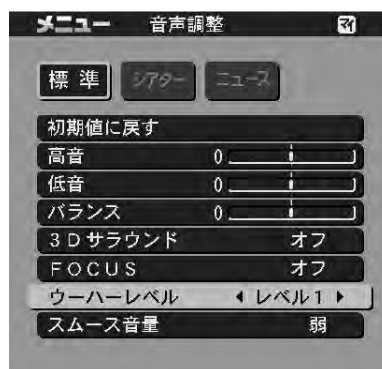 メニュー 音声調整 マイ
標準 シアター ニュース
初期値に戻す
高音 0
低音 0
バランス 0
3Dサラウンド オフ
FOCUS オフ
ウーハーレベル レベル1
スムース音量 弱